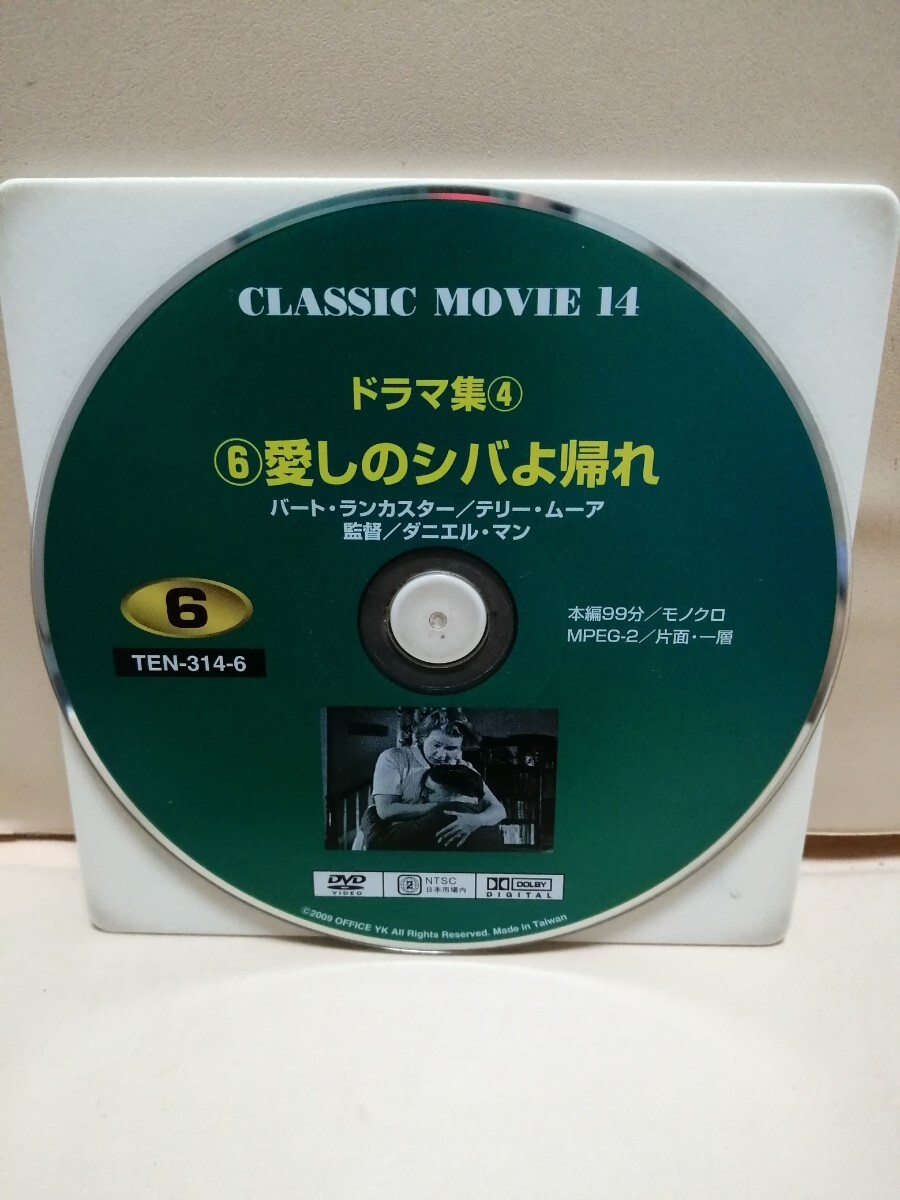 CLASSIC MOVIE 14
ドラマ集④
⑥愛しのシバよ帰れ
バート・ランカスター／テリー・ムーア
監督／ダニエル・マン
6
TEN-314-6
本編99分／モノクロ
MPEG-2／片面・一層
DVD
VIDEO
2
NTSC
日本市場内
DOLBY
DIGITAL
©2009 OFFICE YK All Rights Reserved. Made in Taiwan